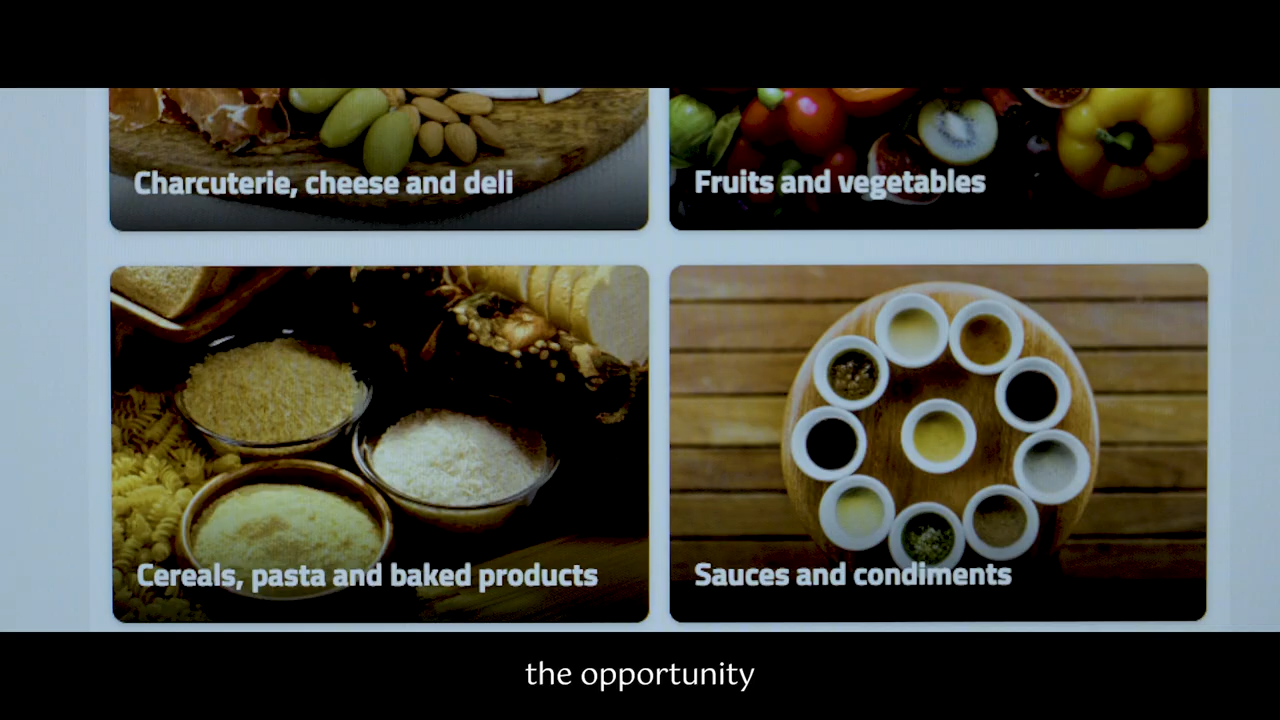 Charcuterie, cheese and deli
Fruits and vegetables
Cereals, pasta and baked products
Sauces and condiments
the opportunity